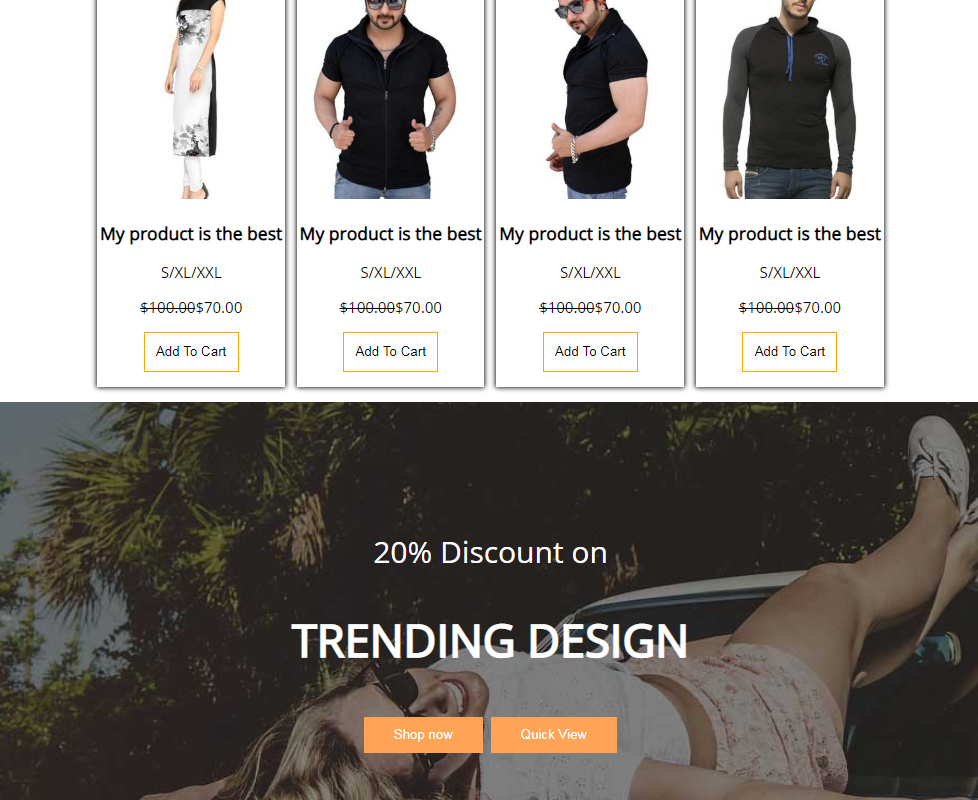 My product is the best My product is the best My product is the best My product is the best
S/XL/XXL S/XL/XXL S/XL/XXL S/XL/XXL
$100.00$70.00 $100.00$70.00 $100.00$70.00 $100.00$70.00
Add To Cart Add To Cart Add To Cart Add To Cart
20% Discount on
TRENDING DESIGN
Shop now Quick View